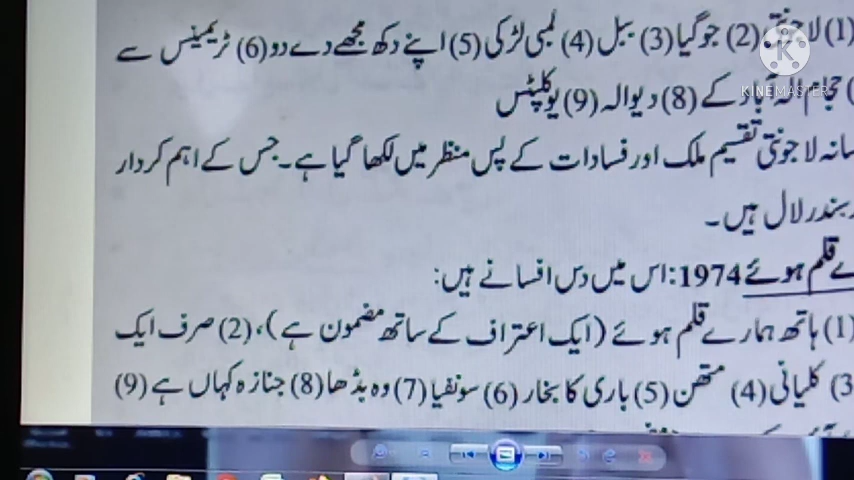 (1) لاجونتی (2) جوگیا (3) ببل (4) لمبی لڑکی (5) اپنے دکھ مجھے دے دو (6) ٹرمینس سے
حجام الہ آباد کے (8) دیوالہ (9) یوکلپٹس
لاجونتی تقسیم ملک اور فسادات کے پس منظر میں لکھا گیا ہے۔ جس کے اہم کردار
سندر لال ہیں۔
قلم ہوئے 1974: اس میں دس افسانے ہیں:
(1) ہاتھ ہمارے قلم ہوئے (ایک اعتراف کے ساتھ مضمون ہے)، (2) صرف ایک
3) کلیانی (4) متھن (5) باری کا بخار (6) سونفیا (7) وہ بڈھا (8) جنازہ کہاں ہے (9)
KINEMASTER